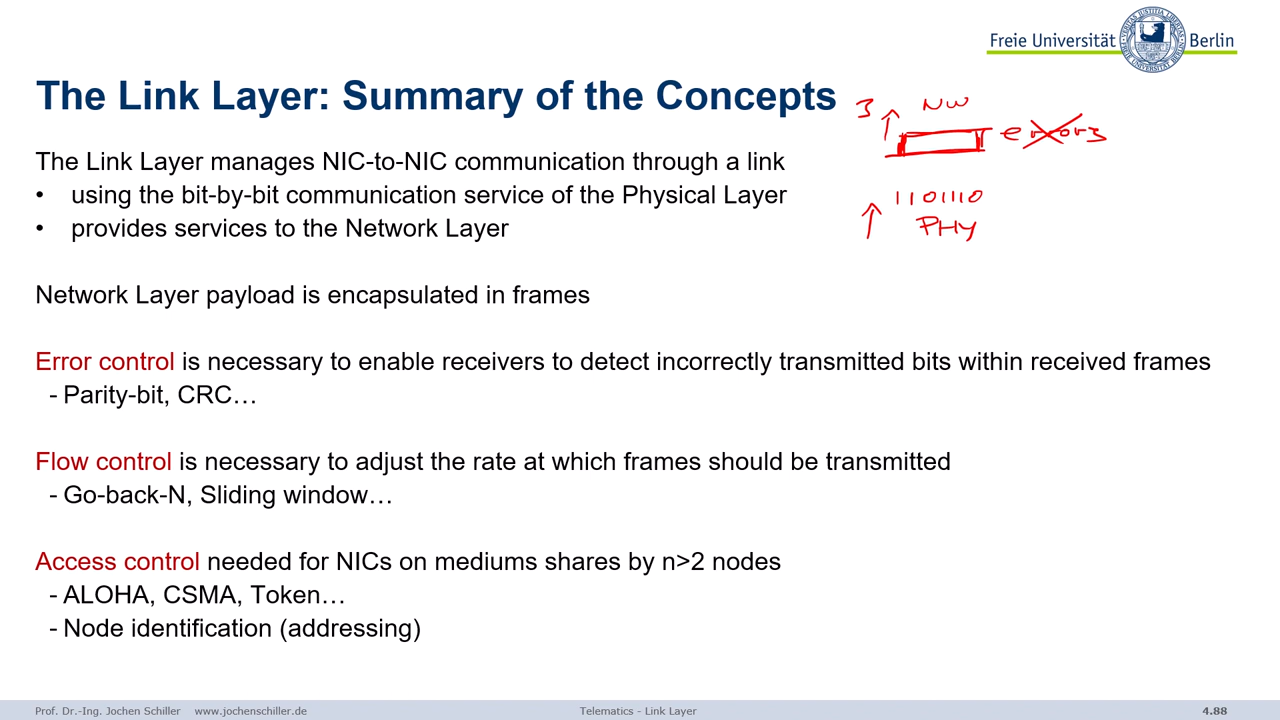 Freie Universität Berlin
The Link Layer: Summary of the Concepts
3 NW
errors
The Link Layer manages NIC-to-NIC communication through a link
• using the bit-by-bit communication service of the Physical Layer
1101110
• provides services to the Network Layer
PHY
Network Layer payload is encapsulated in frames
Error control is necessary to enable receivers to detect incorrectly transmitted bits within received frames
- Parity-bit, CRC…
Flow control is necessary to adjust the rate at which frames should be transmitted
- Go-back-N, Sliding window…
Access control needed for NICs on mediums shares by n>2 nodes
- ALOHA, CSMA, Token…
- Node identification (addressing)
Prof. Dr.-Ing. Jochen Schiller www.jochenschiller.de Telematics - Link Layer 4.88